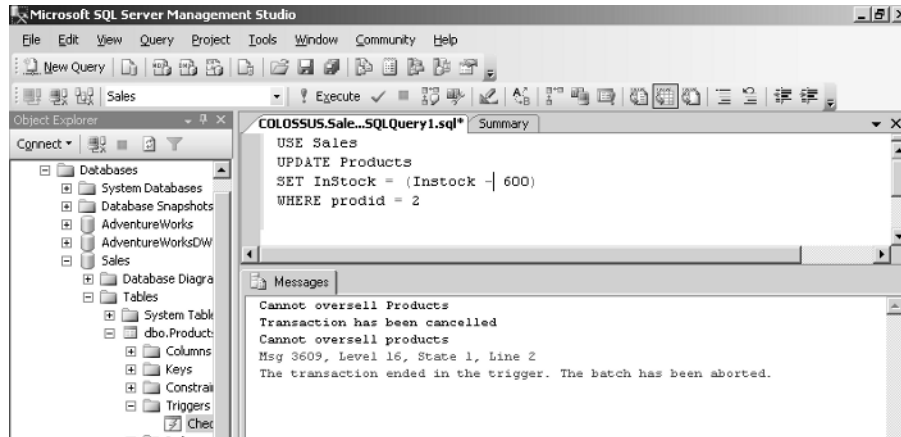 Microsoft SQL Server Management Studio
File Edit View Query Project Tools Window Community Help
New Query
Sales Execute
Object Explorer
COLOSSUS.Sale...SQLQuery1.sql* Summary
Connect
USE Sales
UPDATE Products
SET InStock = (Instock - 600)
WHERE prodid = 2
Databases
System Databases
Database Snapshots
AdventureWorks
AdventureWorksDW
Sales
Database Diagra
Tables
System Table
dbo.Products
Columns
Keys
Constrai
Triggers
Chec
Messages
Cannot oversell Products
Transaction has been cancelled
Cannot oversell products
Msg 3609, Level 16, State 1, Line 2
The transaction ended in the trigger. The batch has been aborted.